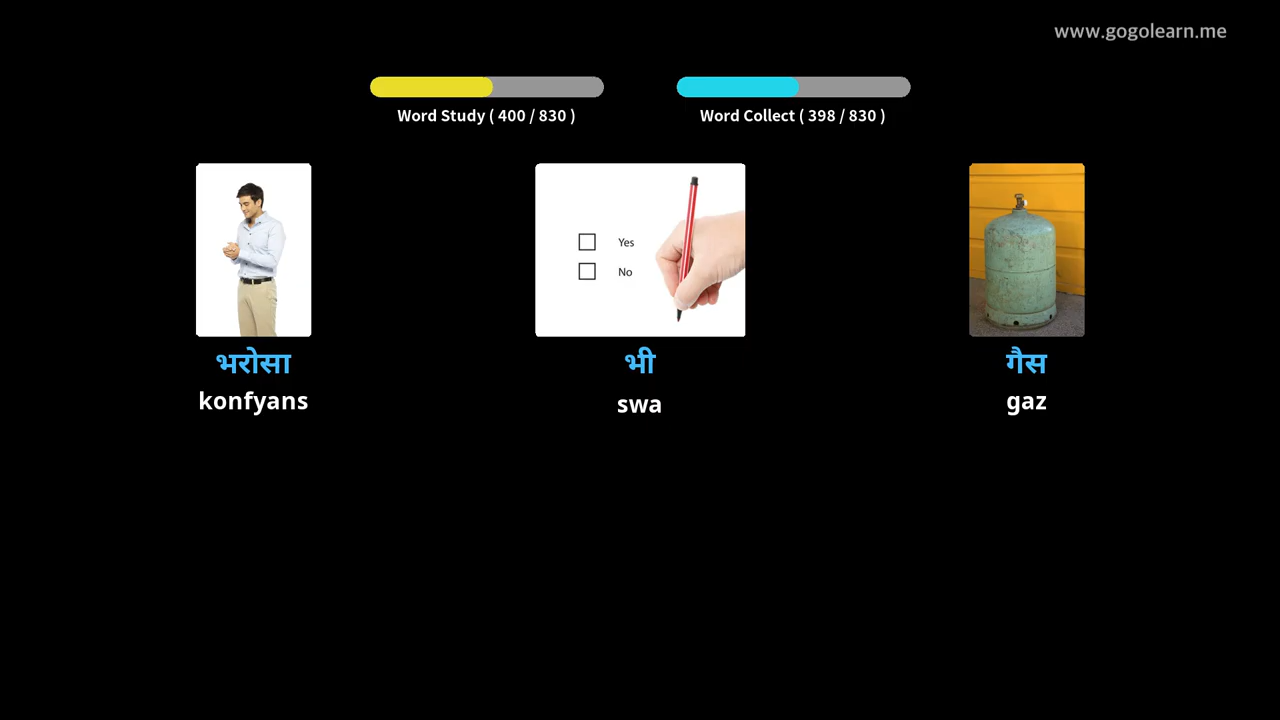 www.gogolearn.me
Word Study ( 400 / 830 )
Word Collect ( 398 / 830 )
Yes
No
भरोसा
भी
गैस
konfyans
swa
gaz